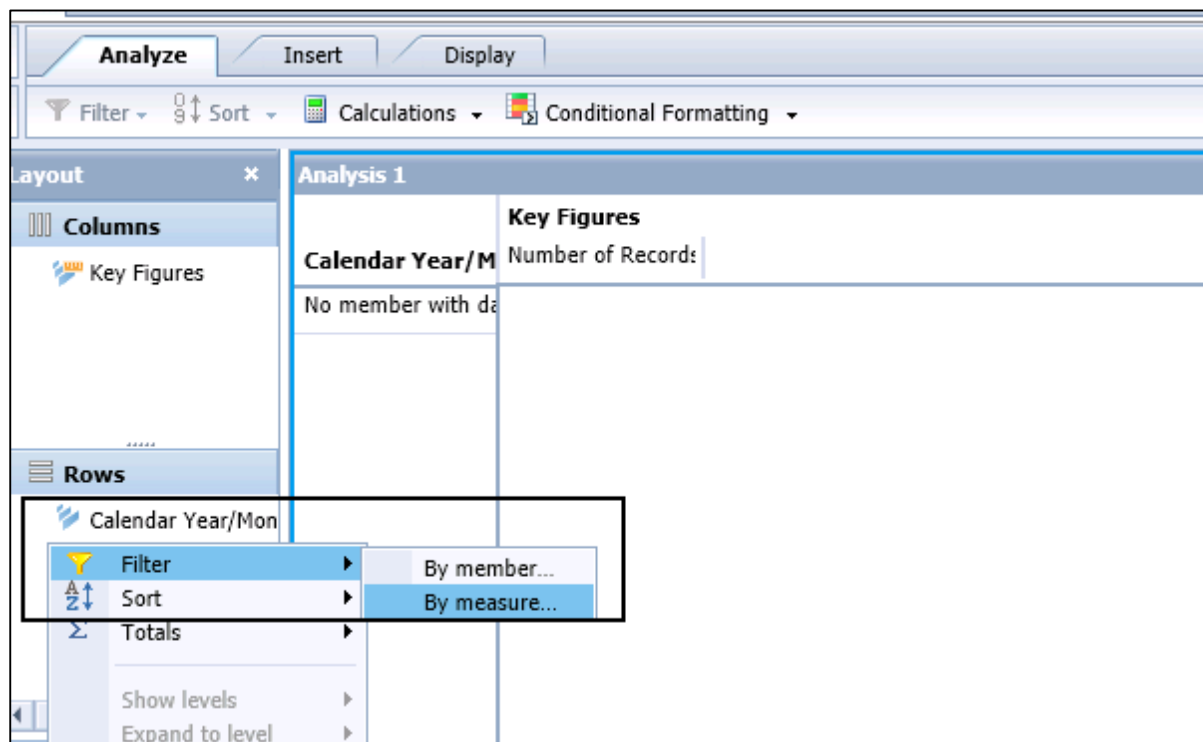 Analyze Insert Display
Filter Sort Calculations Conditional Formatting
Layout Analysis 1
Columns
Key Figures
Key Figures
Calendar Year/M Number of Records
No member with da
Rows
Calendar Year/Mon
Filter By member...
Sort By measure...
Totals
Show levels
Expand to level